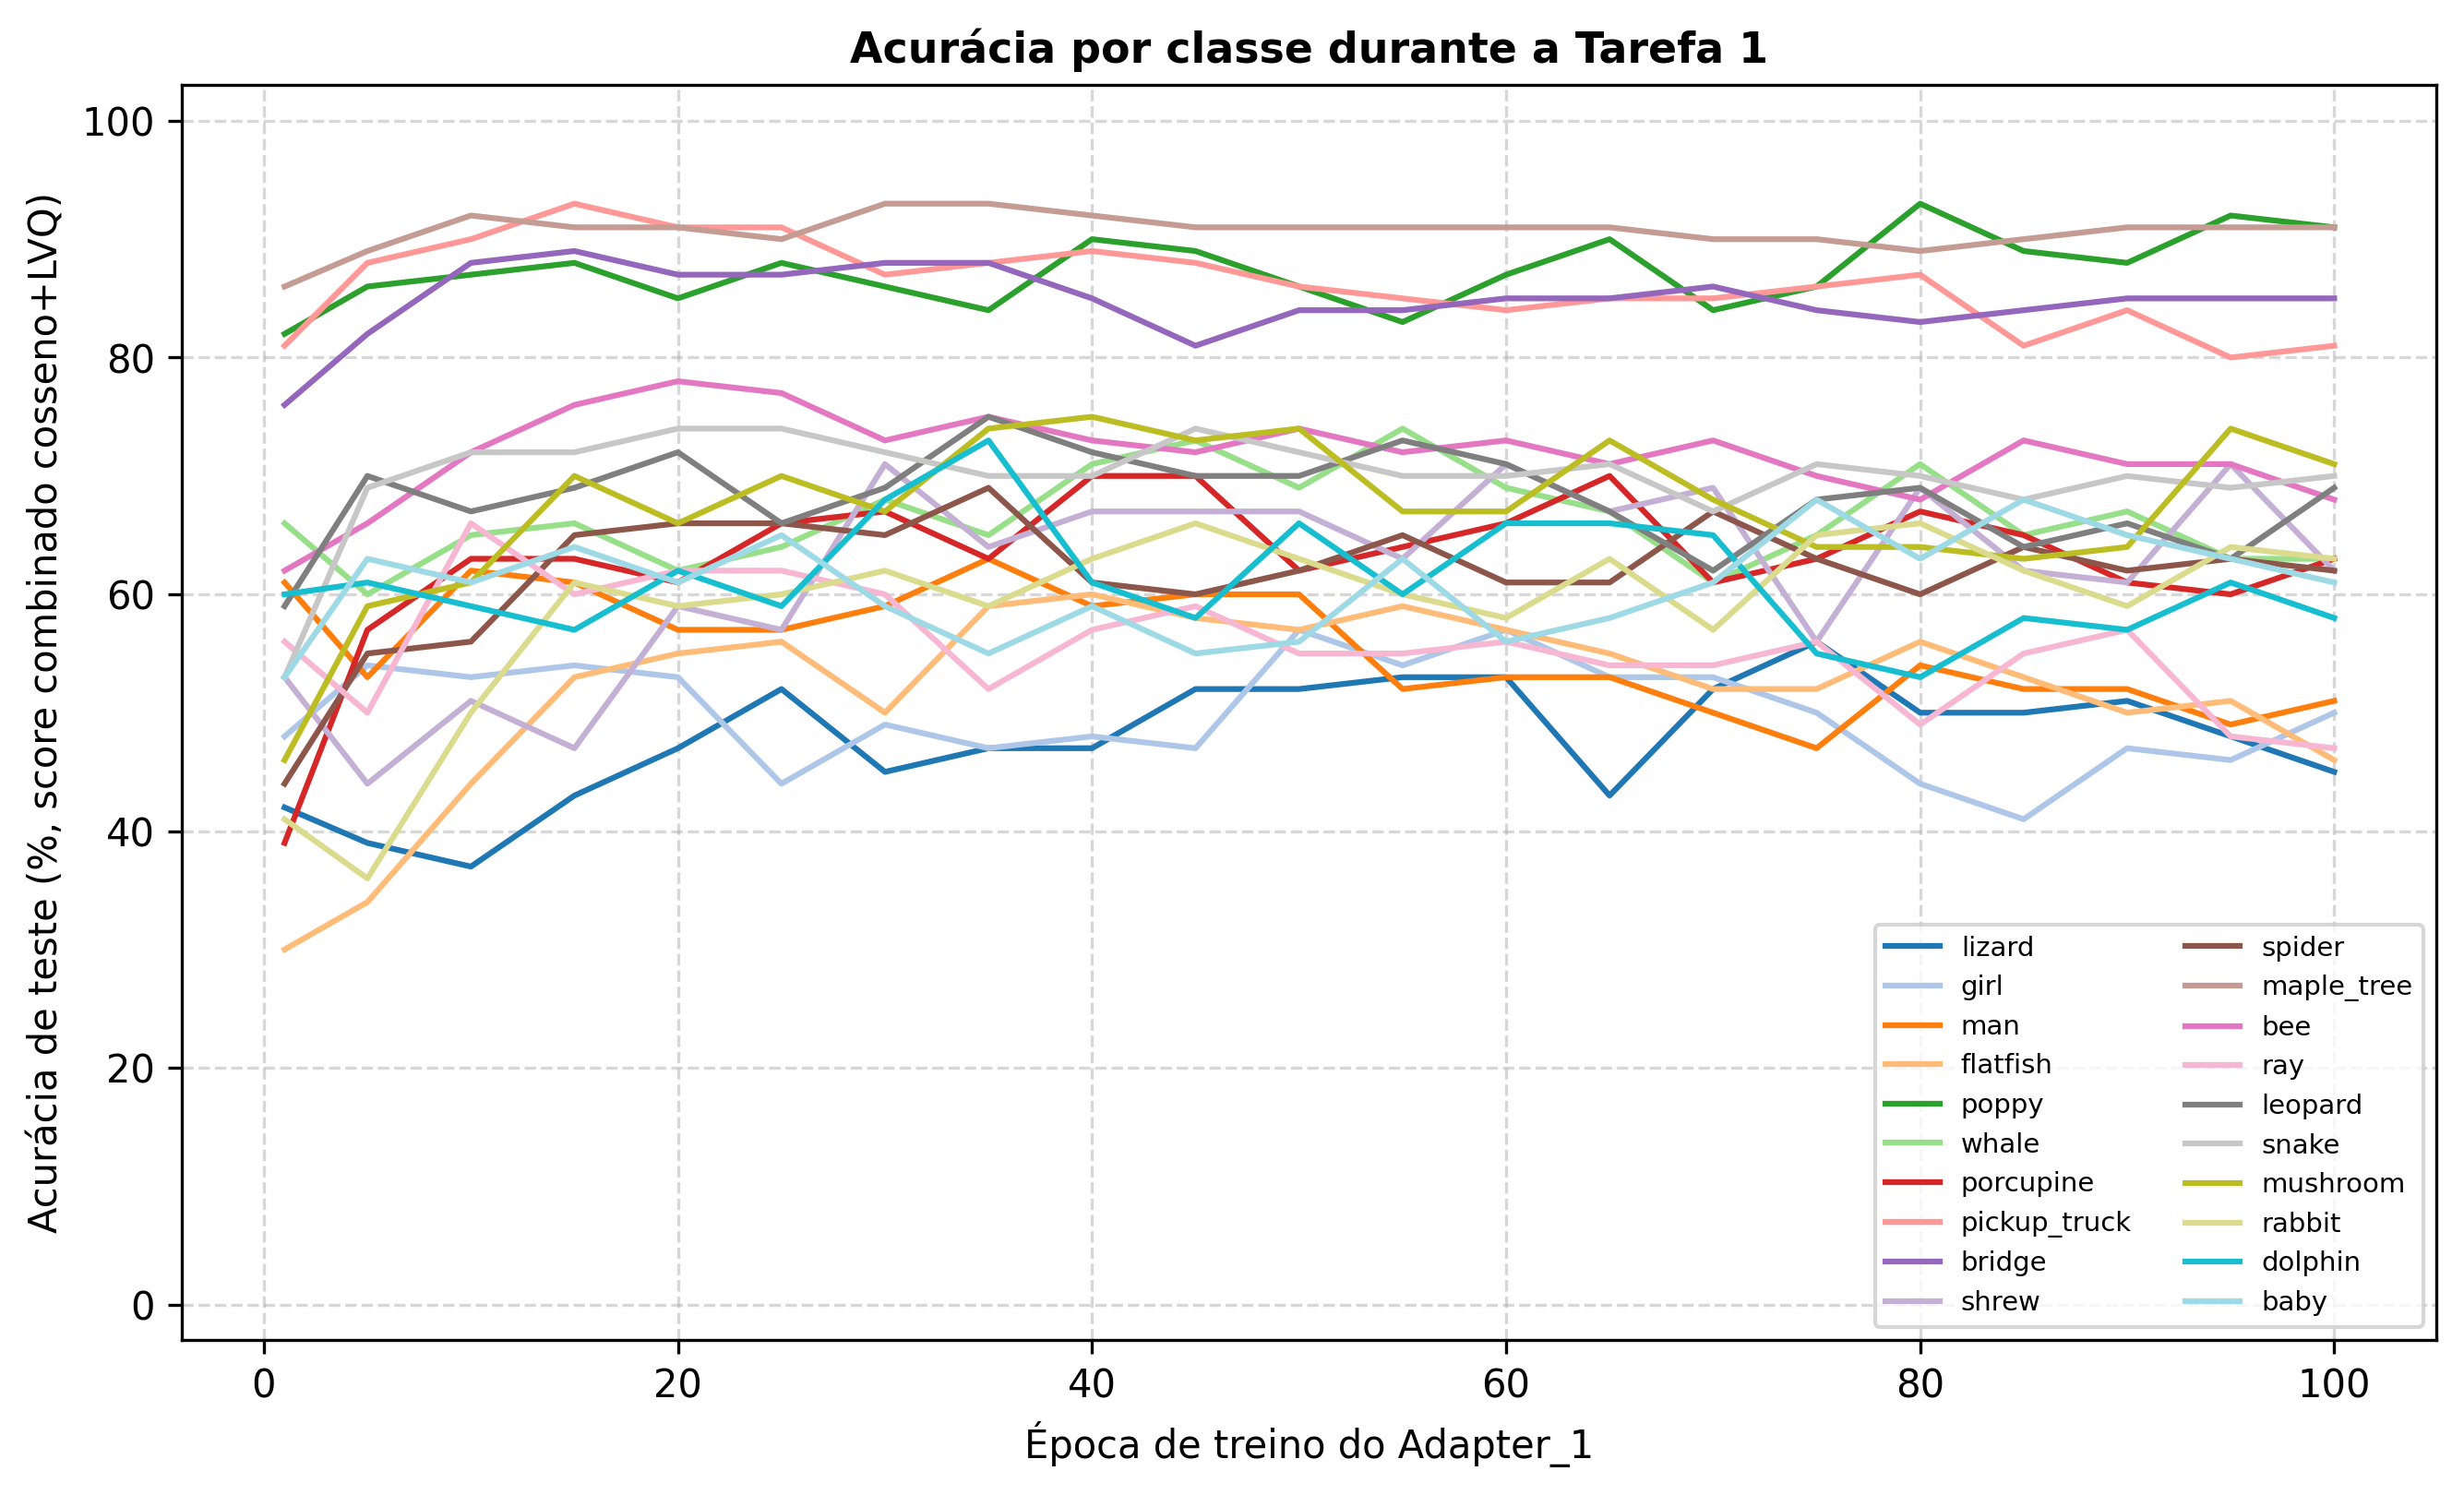 Acurácia por classe durante a Tarefa 1
Acurácia de teste (%, score combinado cosseno+LVQ)
100
80
60
40
20
0
0 20 40 60 80 100
Época de treino do Adapter_1
lizard
girl
man
flatfish
poppy
whale
porcupine
pickup_truck
bridge
shrew
spider
maple_tree
bee
ray
leopard
snake
mushroom
rabbit
dolphin
baby